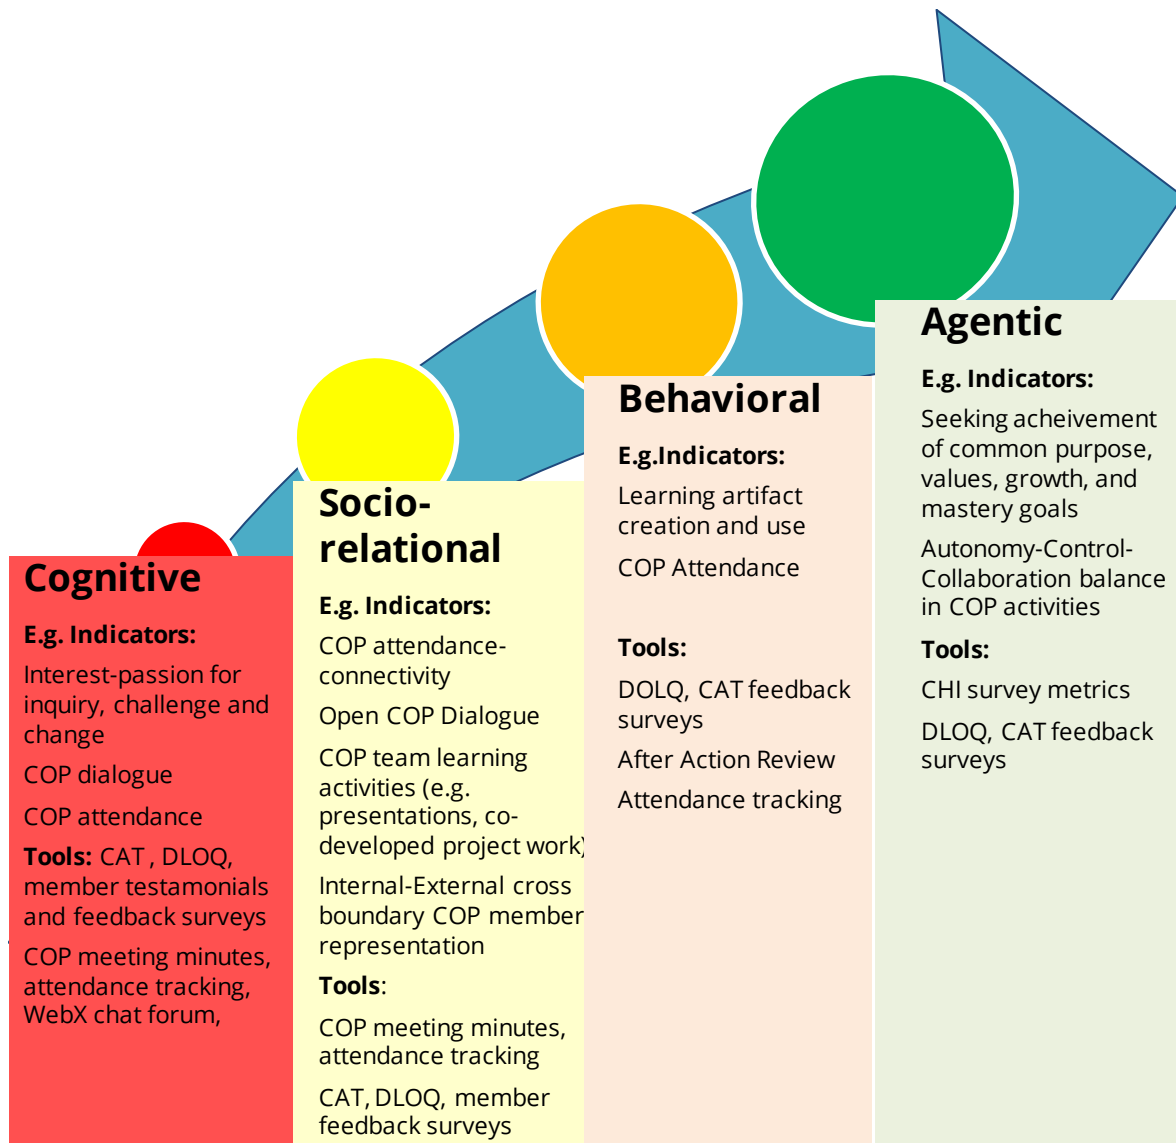 Cognitive
E.g. Indicators:
Interest-passion for
inquiry, challenge and
change
COP dialogue
COP attendance
Tools: CAT , DLOQ,
member testamonials
and feedback surveys
COP meeting minutes,
attendance tracking,
WebX chat forum,
Socio-
relational
E.g. Indicators:
COP attendance-
connectivity
Open COP Dialogue
COP team learning
activities (e.g.
presentations, co-
developed project work)
Internal-External cross
boundary COP member
representation
Tools:
COP meeting minutes,
attendance tracking
CAT, DLOQ, member
feedback surveys
Behavioral
E.g.Indicators:
Learning artifact
creation and use
COP Attendance
Tools:
DOLQ, CAT feedback
surveys
After Action Review
Attendance tracking
Agentic
E.g. Indicators:
Seeking acheivement
of common purpose,
values, growth, and
mastery goals
Autonomy-Control-
Collaboration balance
in COP activities
Tools:
CHI survey metrics
DLOQ, CAT feedback
surveys